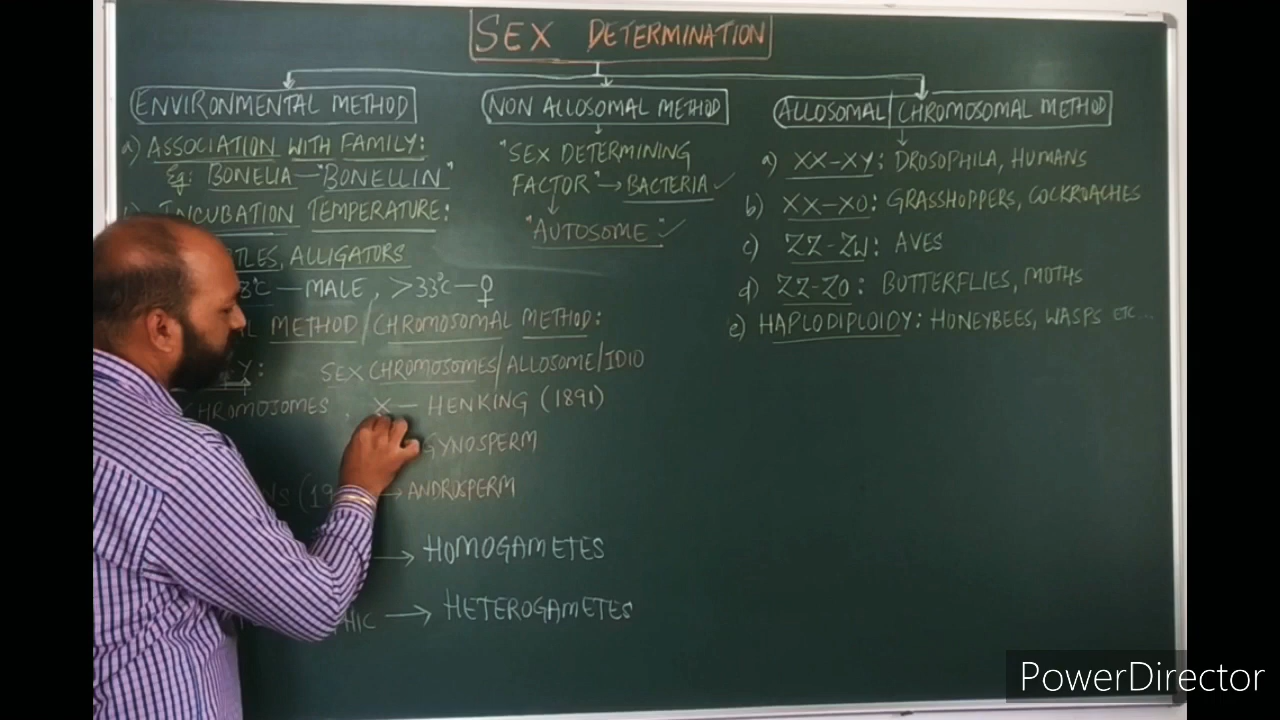 SEX DETERMINATION
ENVIRONMENTAL METHOD
a) ASSOCIATION WITH FAMILY:
Eg: BONELIA—"BONELLIN"
INCUBATION TEMPERATURE:
ALLIGATORS
8°C — MALE, >33°C — ♀
METHOD/CHROMOSOMAL METHOD:
Y: SEX CHROMOSOMES/ALLOSOME/IDIO
CHROMOSOMES, X — HENKING (1891)
GYNOSPERM
→ ANDROSPERM
→ HOMOGAMETES
→ HETEROGAMETES
NON ALLOSOMAL METHOD
"SEX DETERMINING
FACTOR" → BACTERIA ✓
"AUTOSOME" ✓
ALLOSOMAL/CHROMOSOMAL METHOD
a) XX-XY: DROSOPHILA, HUMANS
b) XX-XO: GRASSHOPPERS, COCKROACHES
c) ZZ-ZW: AVES
d) ZZ-ZO: BUTTERFLIES, MOTHS
e) HAPLODIPLOIDY: HONEYBEES, WASPS ETC...
PowerDirector